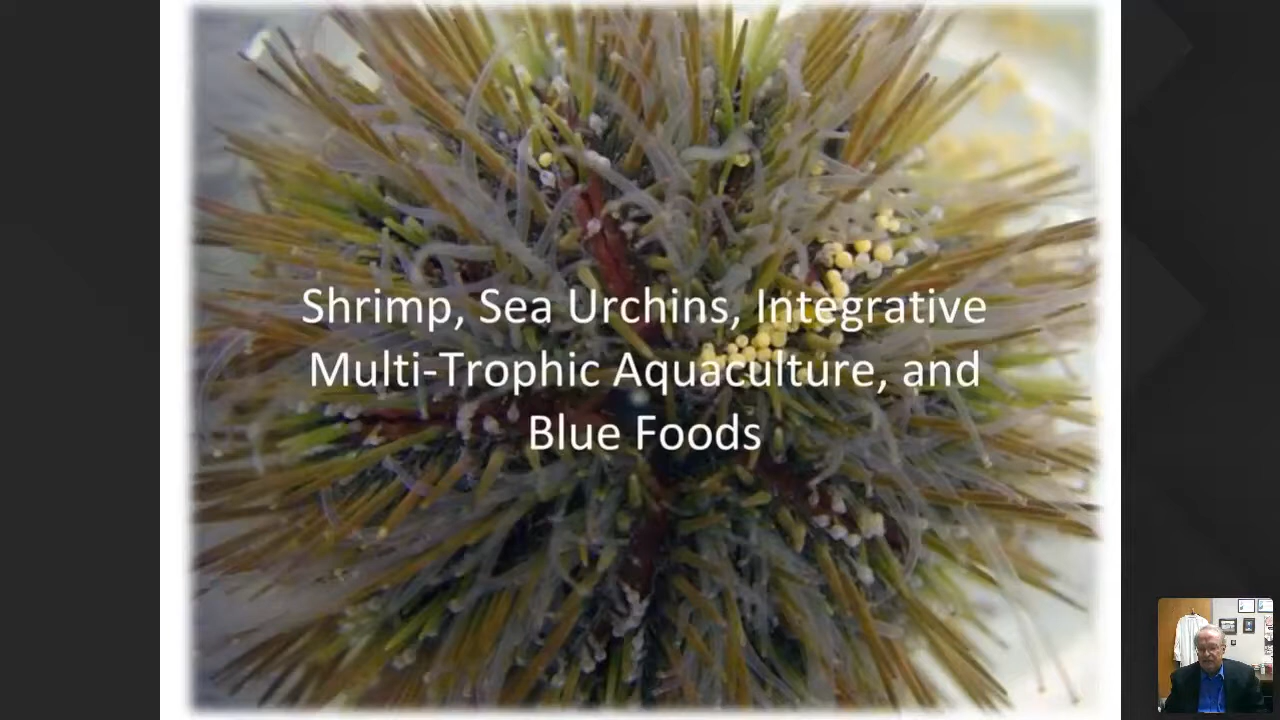 Shrimp, Sea Urchins, Integrative
Multi-Trophic Aquaculture, and
Blue Foods